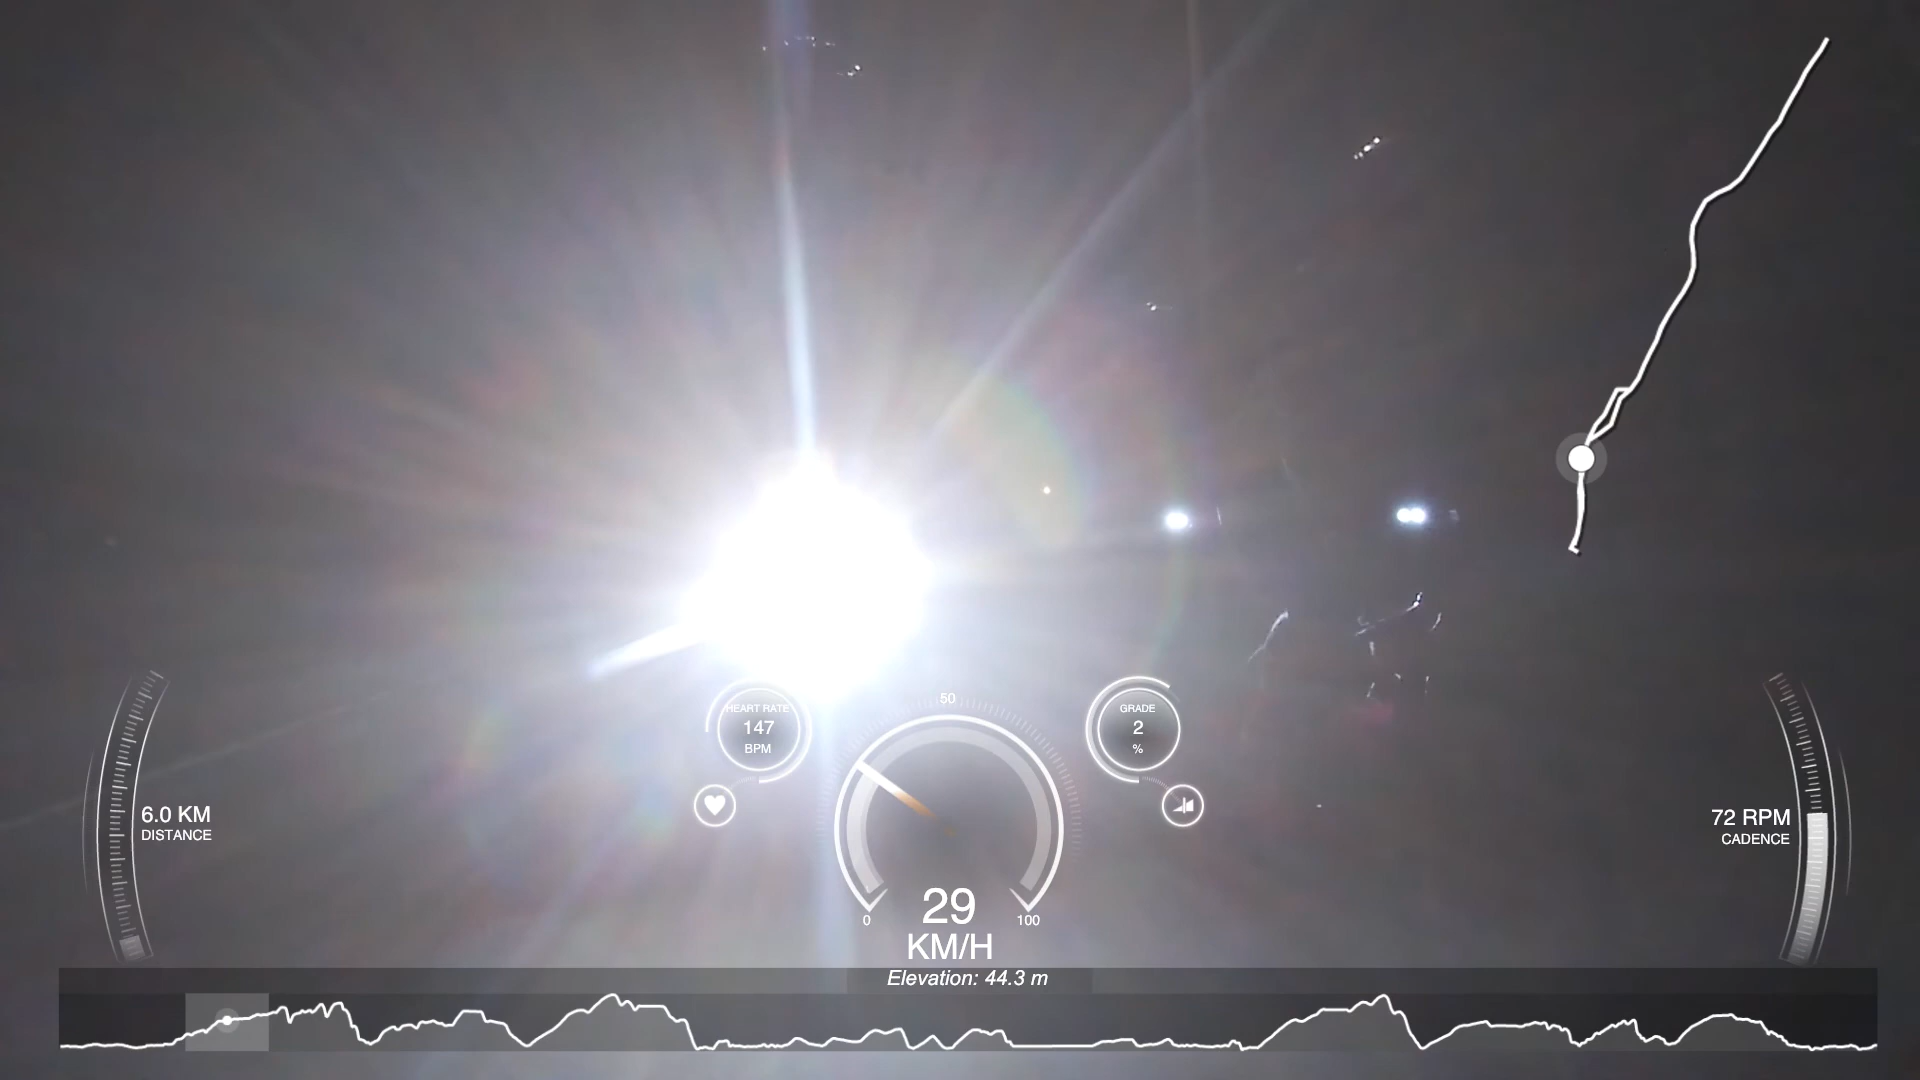 50
HEART RATE
147
BPM
GRADE
2
%
6.0 KM
DISTANCE
72 RPM
CADENCE
0
29
100
KM/H
Elevation: 44.3 m